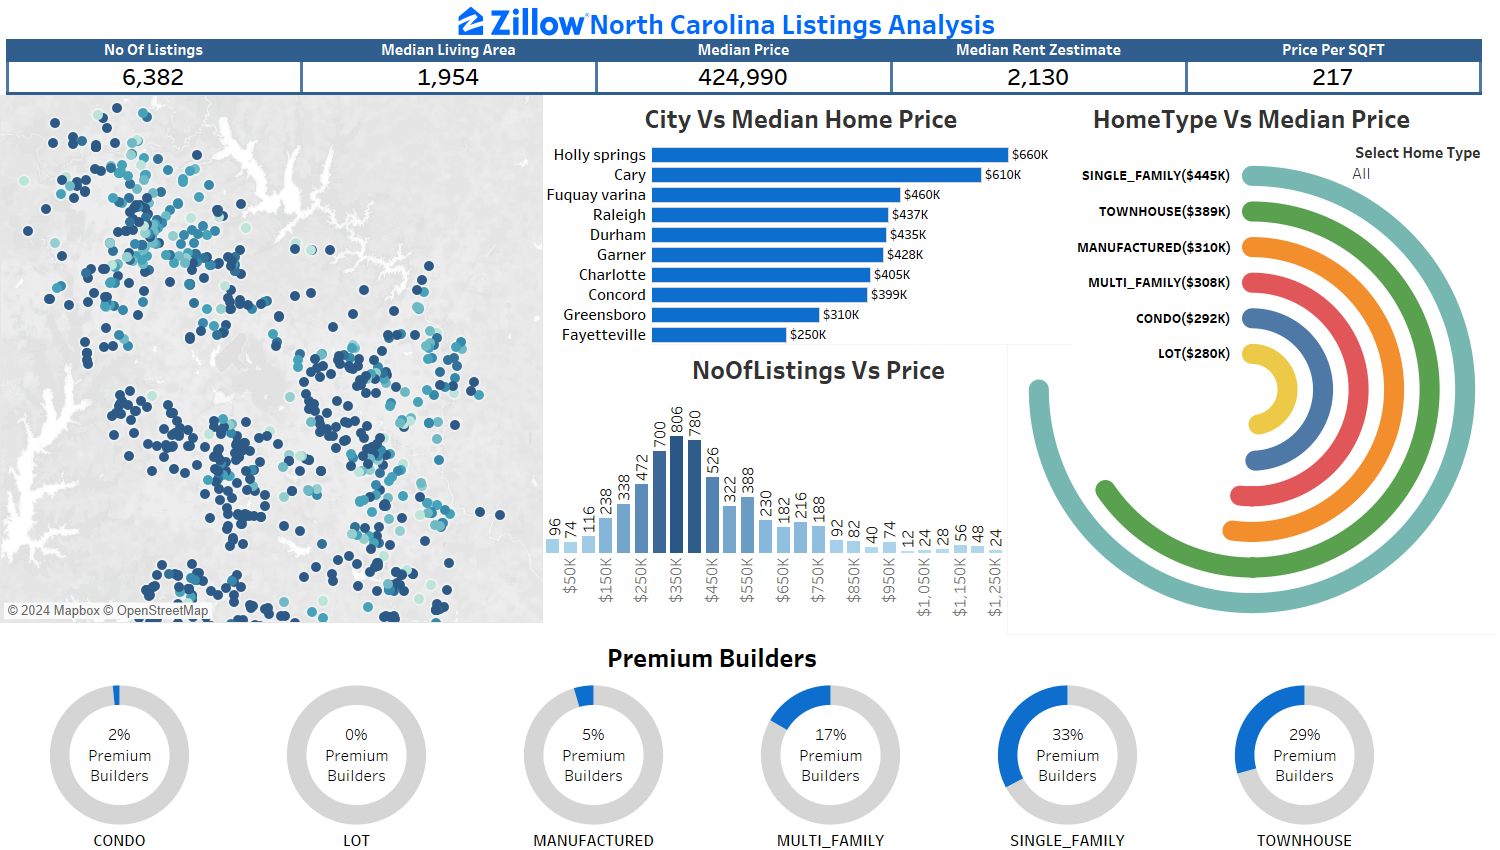 Zillow North Carolina Listings Analysis
No Of Listings
Median Living Area
Median Price
Median Rent Zestimate
Price Per SQFT
6,382
1,954
424,990
2,130
217
© 2024 Mapbox © OpenStreetMap
City Vs Median Home Price
Holly springs $660K
Cary $610K
Fuquay varina $460K
Raleigh $437K
Durham $435K
Garner $428K
Charlotte $405K
Concord $399K
Greensboro $310K
Fayetteville $250K
NoOfListings Vs Price
96
74
116
238
338
472
700
806
780
526
322
388
230
182
216
188
92
82
40
74
12
24
28
56
48
24
$50K
$150K
$250K
$350K
$450K
$550K
$650K
$750K
$850K
$950K
$1,050K
$1,150K
$1,250K
HomeType Vs Median Price
Select Home Type
All
SINGLE_FAMILY($445K)
TOWNHOUSE($389K)
MANUFACTURED($310K)
MULTI_FAMILY($308K)
CONDO($292K)
LOT($280K)
Premium Builders
2%
Premium
Builders
CONDO
0%
Premium
Builders
LOT
5%
Premium
Builders
MANUFACTURED
17%
Premium
Builders
MULTI_FAMILY
33%
Premium
Builders
SINGLE_FAMILY
29%
Premium
Builders
TOWNHOUSE